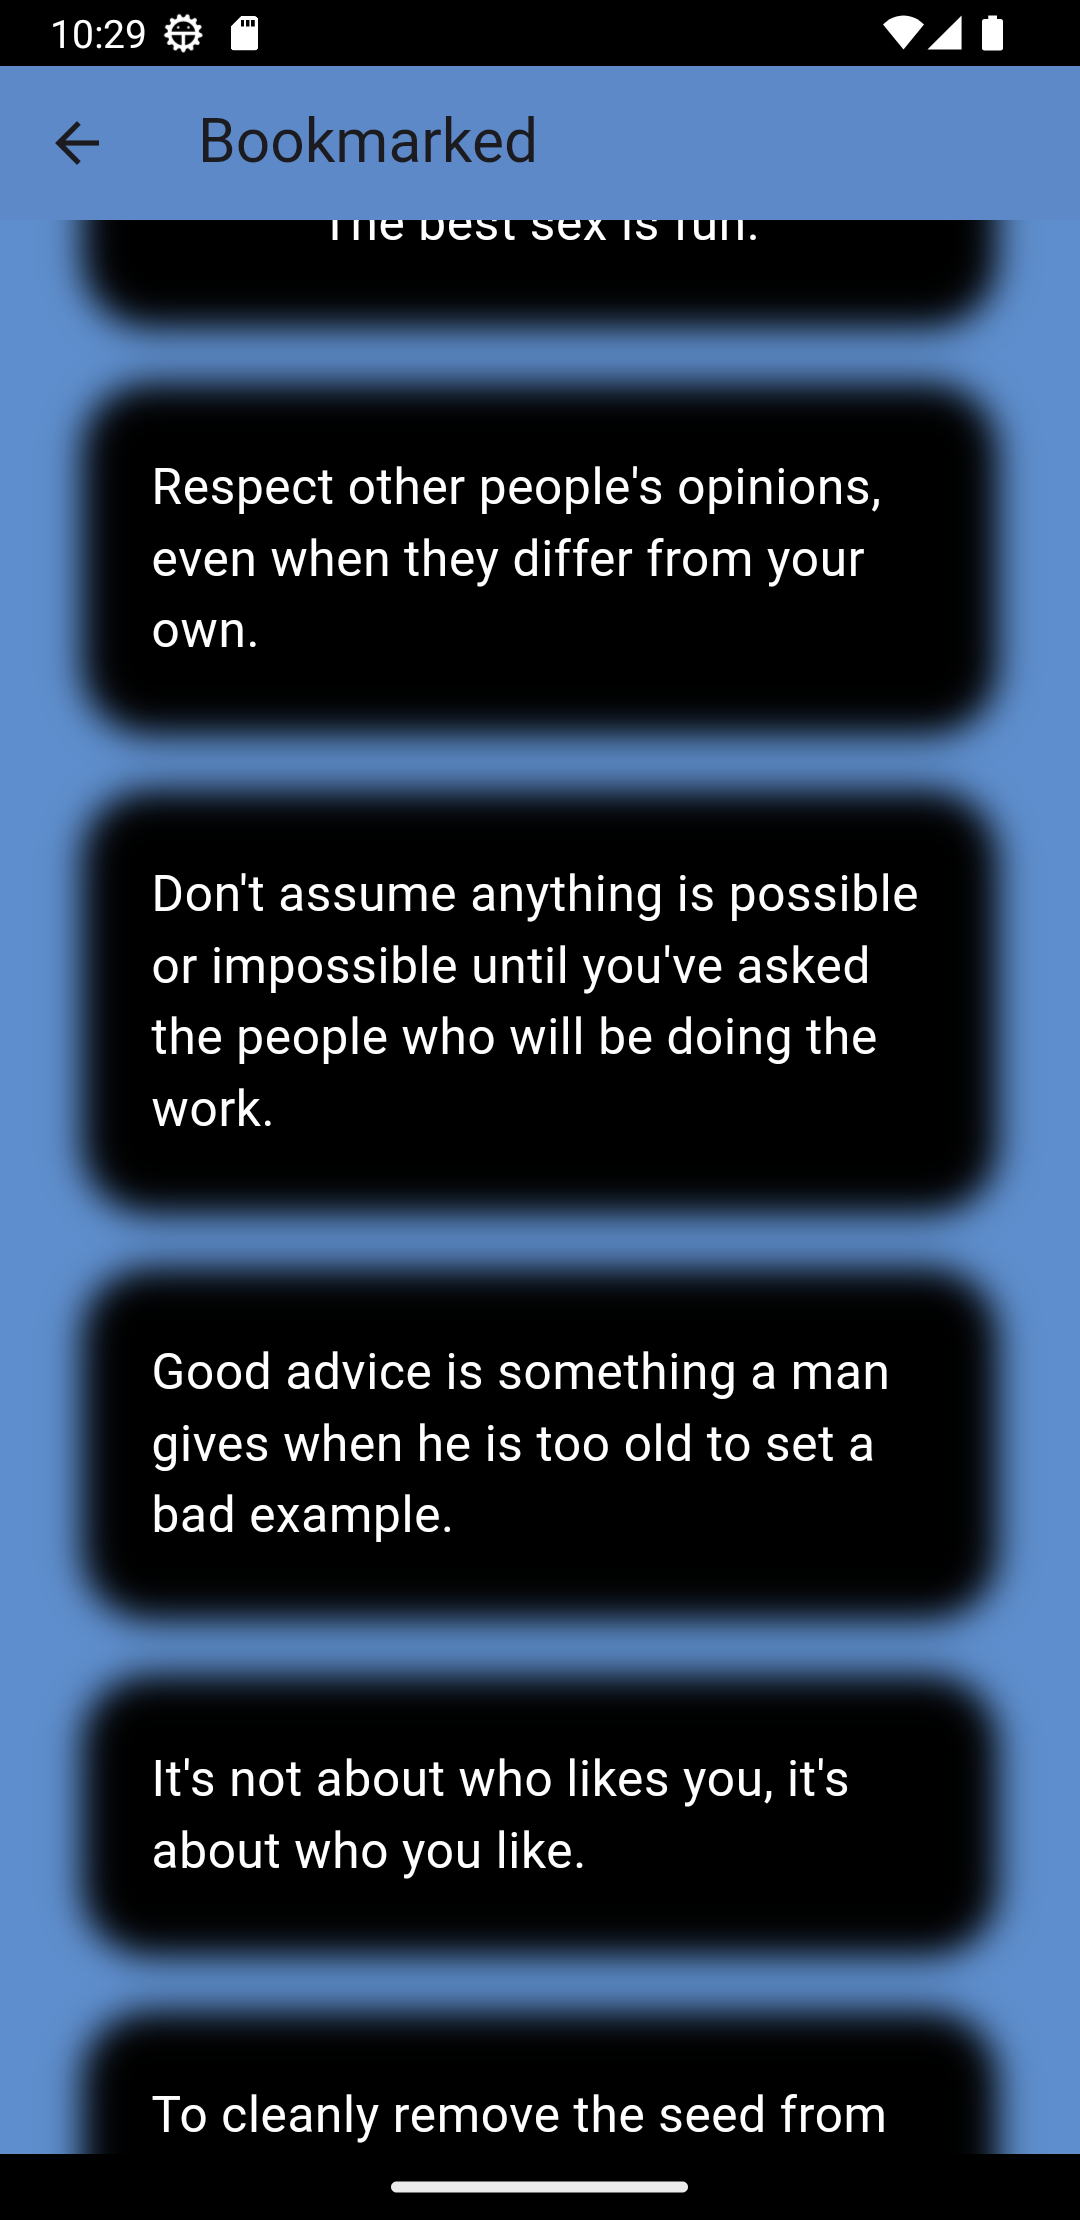 10:29
Bookmarked
The best sex is fun.
Respect other people's opinions,
even when they differ from your
own.
Don't assume anything is possible
or impossible until you've asked
the people who will be doing the
work.
Good advice is something a man
gives when he is too old to set a
bad example.
It's not about who likes you, it's
about who you like.
To cleanly remove the seed from